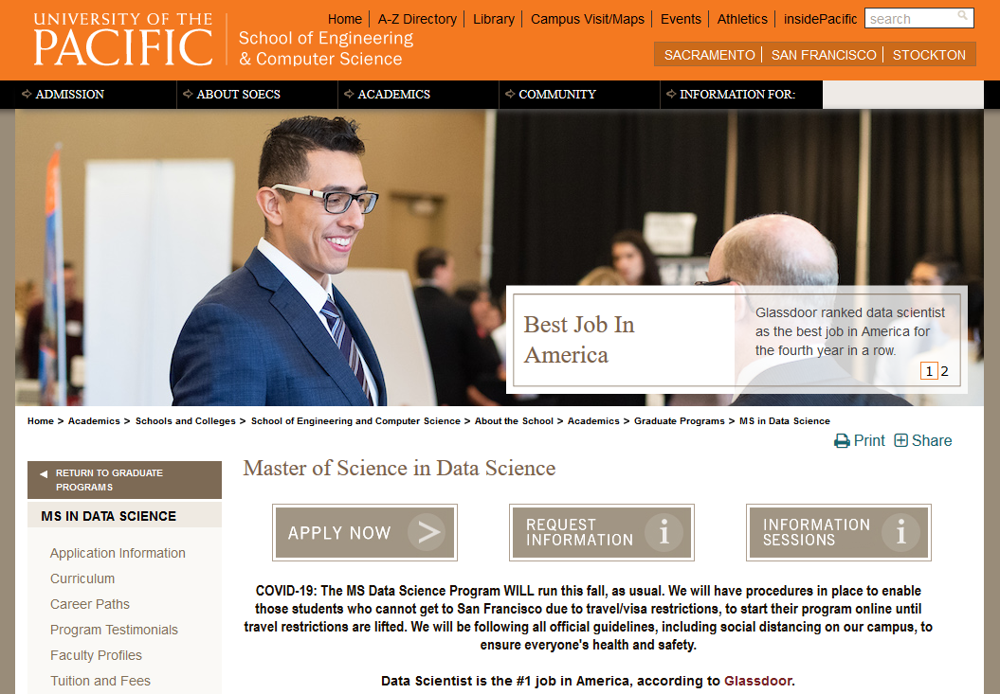 UNIVERSITY OF THE
PACIFIC
School of Engineering
& Computer Science
Home A-Z Directory Library Campus Visit/Maps Events Athletics insidePacific search
SACRAMENTO SAN FRANCISCO STOCKTON
ADMISSION ABOUT SOECS ACADEMICS COMMUNITY INFORMATION FOR:
Best Job In
America
Glassdoor ranked data scientist
as the best job in America for
the fourth year in a row.
1 2
Home > Academics > Schools and Colleges > School of Engineering and Computer Science > About the School > Academics > Graduate Programs > MS in Data Science
Print Share
RETURN TO GRADUATE
PROGRAMS
MS IN DATA SCIENCE
Application Information
Curriculum
Career Paths
Program Testimonials
Faculty Profiles
Tuition and Fees
Master of Science in Data Science
APPLY NOW >
REQUEST
INFORMATION i
INFORMATION
SESSIONS i
COVID-19: The MS Data Science Program WILL run this fall, as usual. We will have procedures in place to enable
those students who cannot get to San Francisco due to travel/visa restrictions, to start their program online until
travel restrictions are lifted. We will be following all official guidelines, including social distancing on our campus, to
ensure everyone's health and safety.
Data Scientist is the #1 job in America, according to Glassdoor.